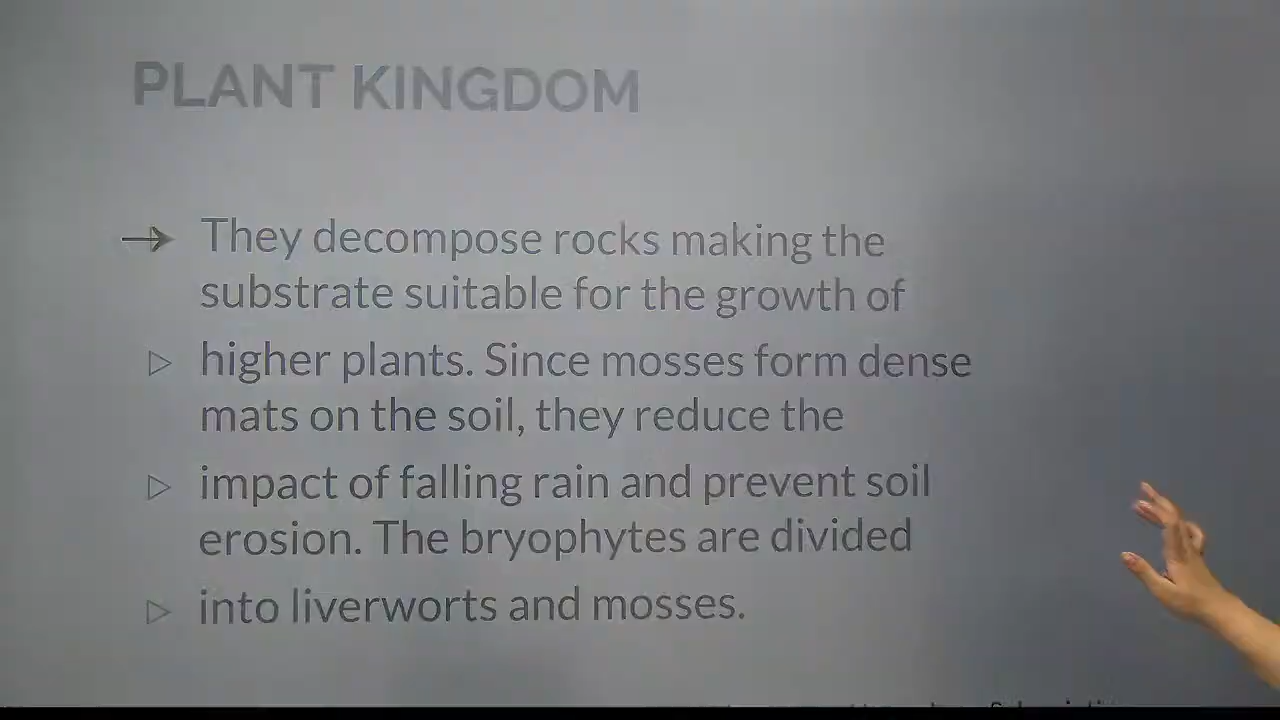 PLANT KINGDOM
They decompose rocks making the
substrate suitable for the growth of
higher plants. Since mosses form dense
mats on the soil, they reduce the
impact of falling rain and prevent soil
erosion. The bryophytes are divided
into liverworts and mosses.